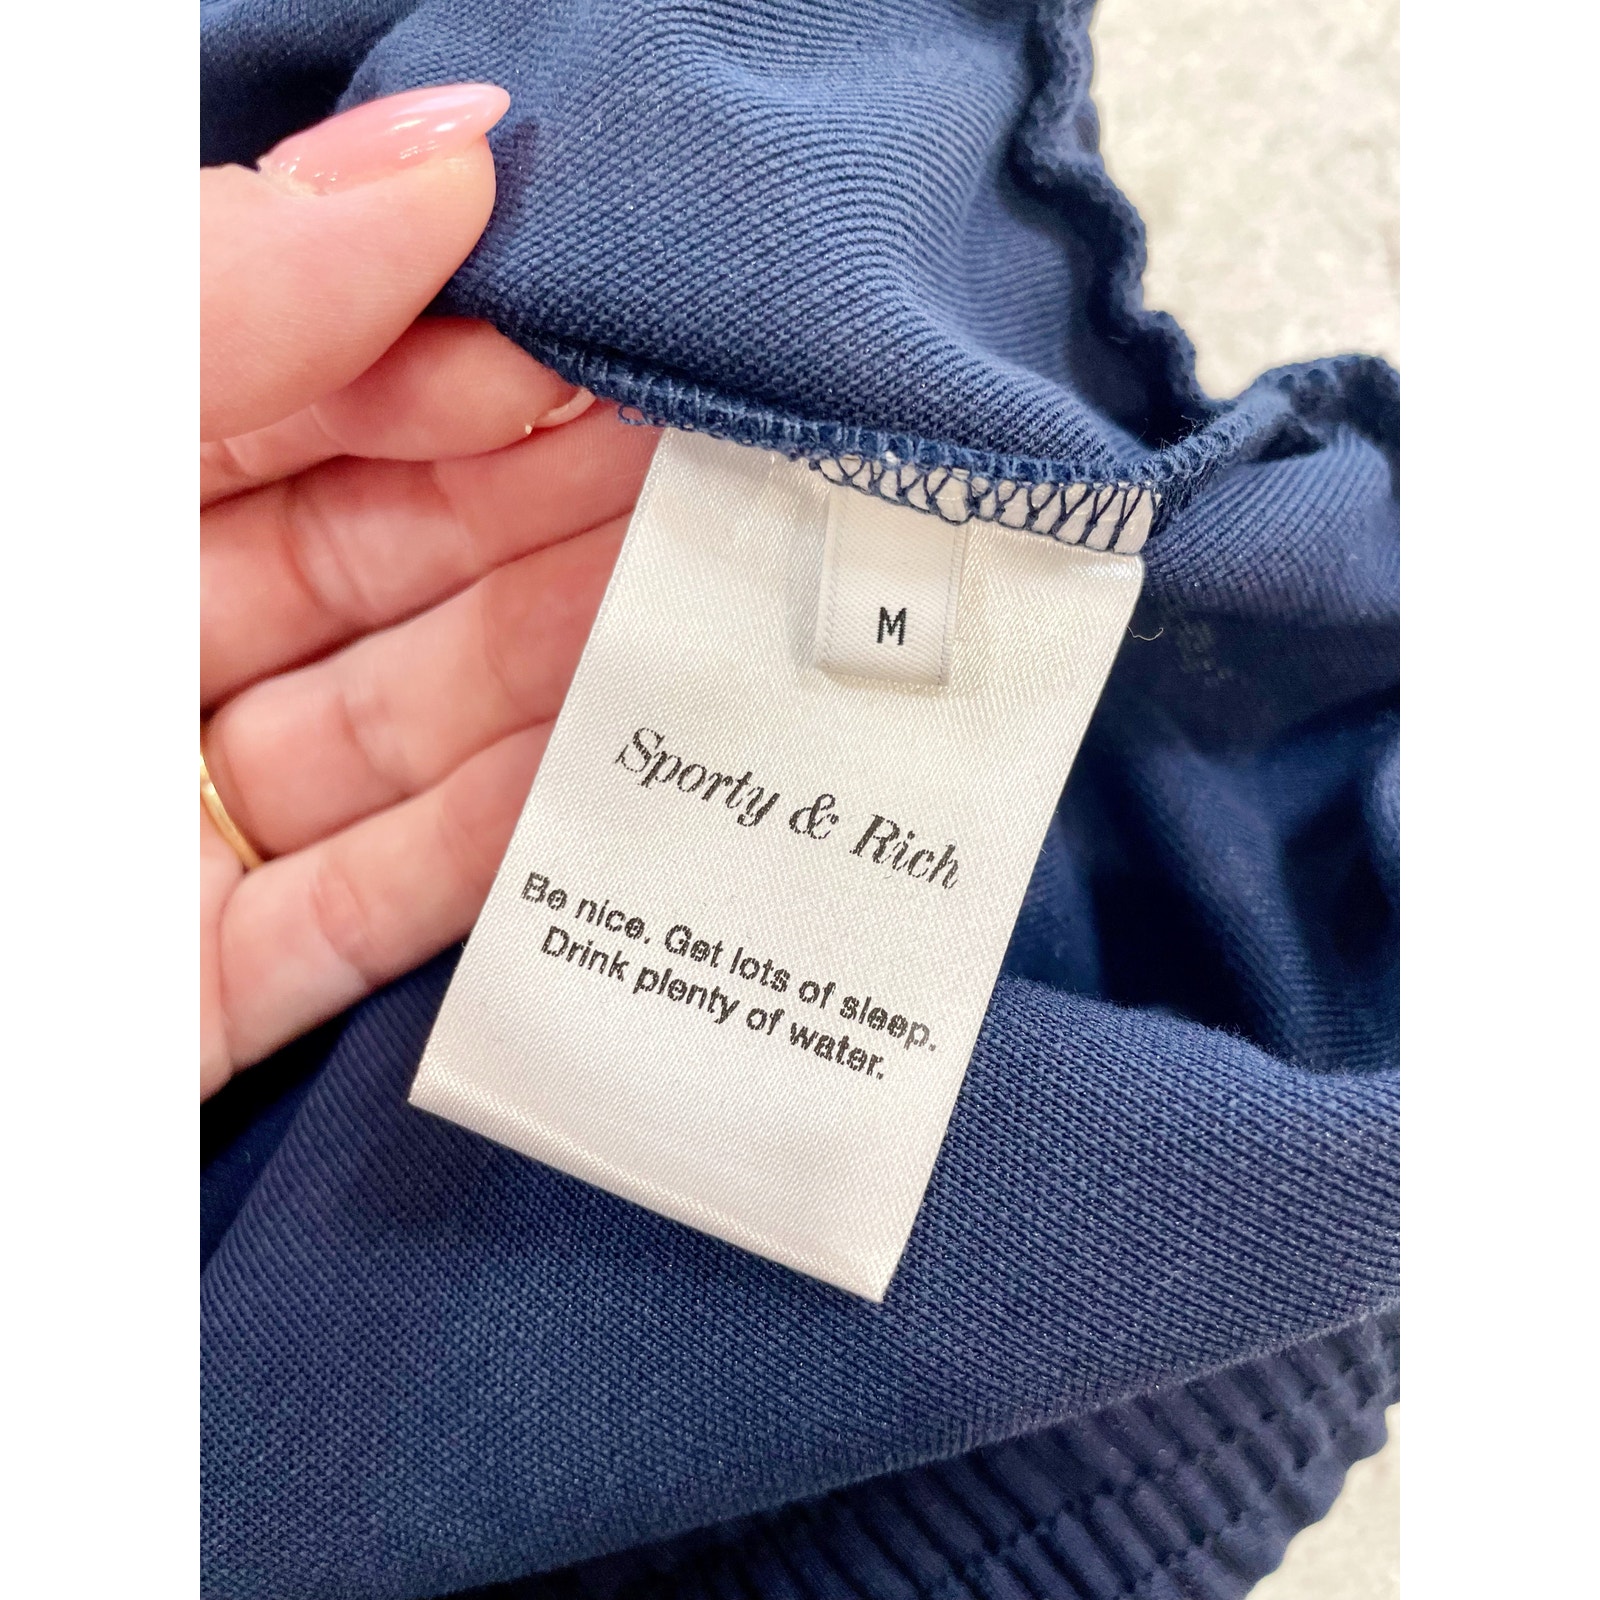 M
Sporty & Rich
Be nice. Get lots of sleep.
Drink plenty of water.